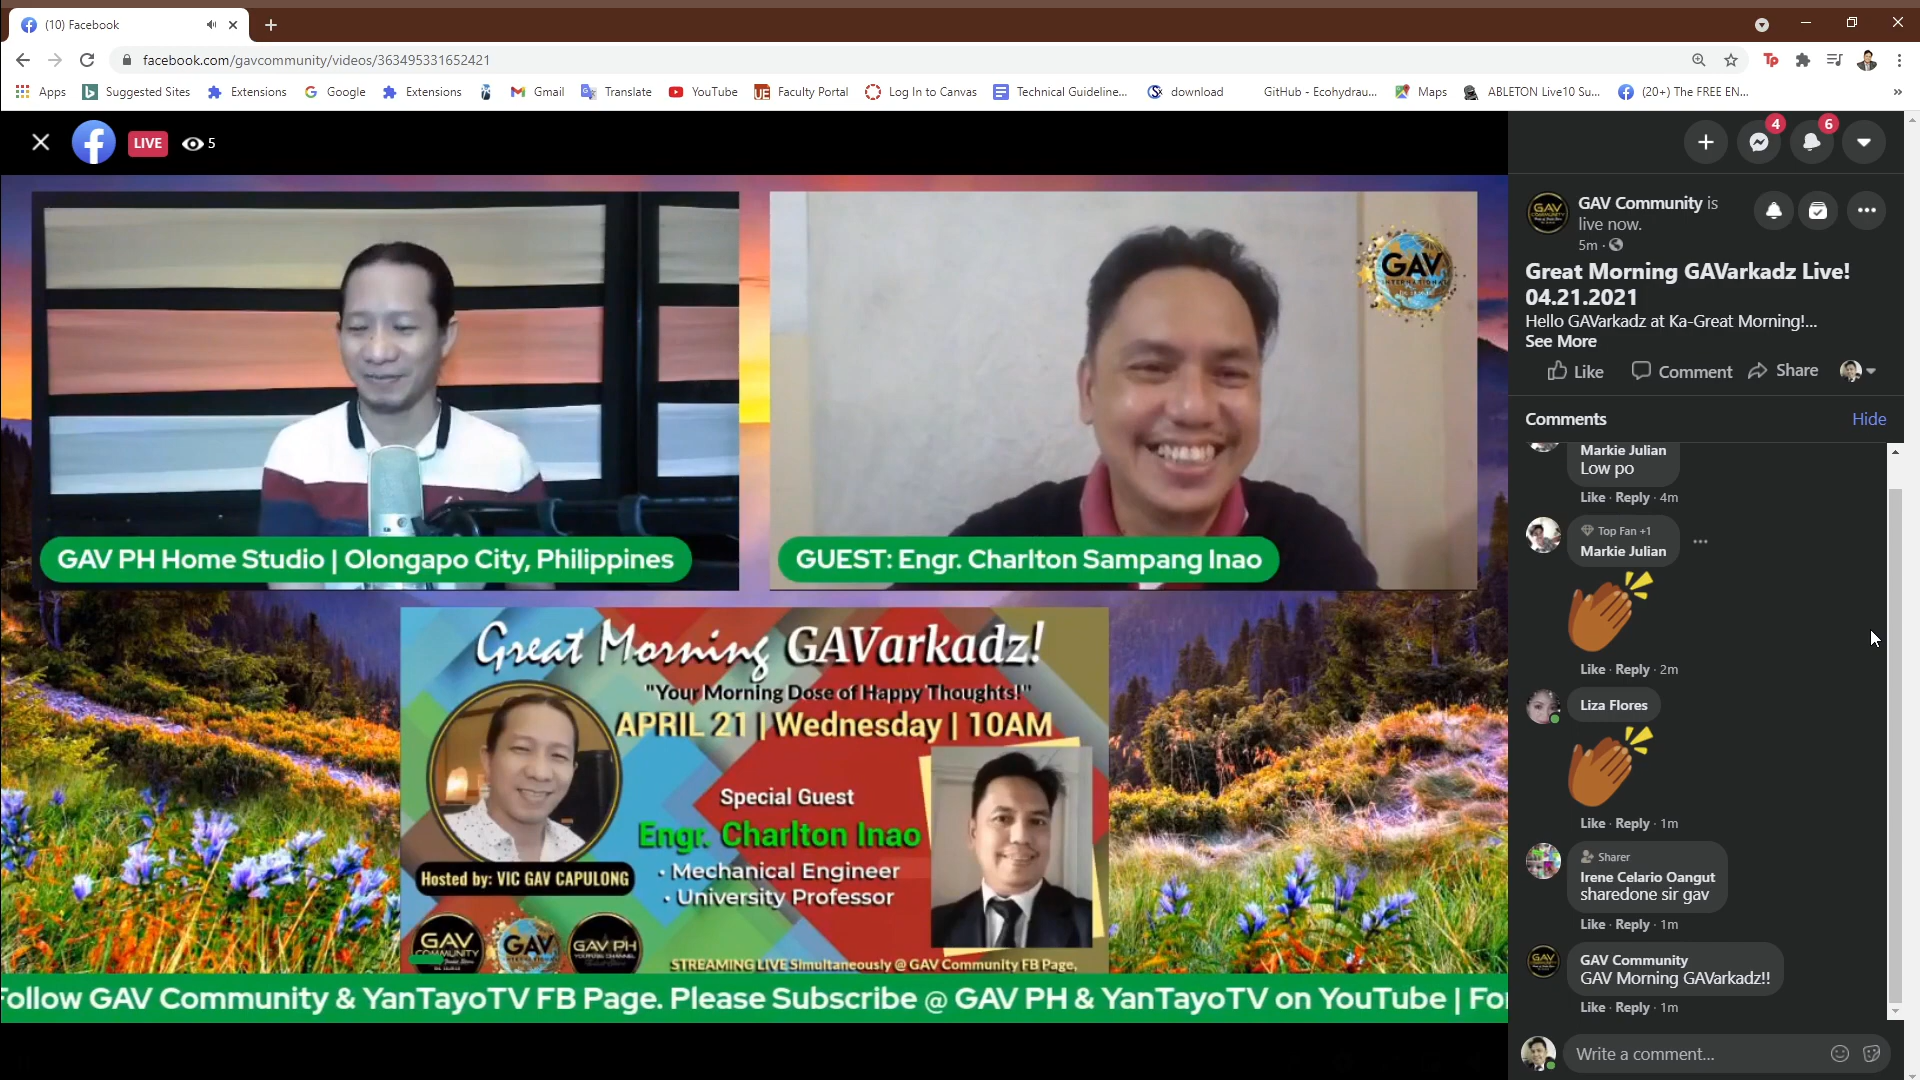 (10) Facebook
facebook.com/gavcommunity/videos/363495331652421
Apps
Suggested Sites
Extensions
Google
Extensions
Gmail
Translate
YouTube
Faculty Portal
Log In to Canvas
Technical Guideline...
download
GitHub - Ecohydrau...
Maps
ABLETON Live10 Su...
(20+) The FREE EN...
LIVE
5
4
6
GAV
INTERNATIONAL
GAV PH Home Studio | Olongapo City, Philippines
GUEST: Engr. Charlton Sampang Inao
Great Morning GAVarkadz!
"Your Morning Dose of Happy Thoughts!"
APRIL 21 | Wednesday | 10AM
Special Guest
Engr. Charlton Inao
• Mechanical Engineer
• University Professor
Hosted by: VIC GAV CAPULONG
GAV
COMMUNITY
GAV
GAV PH
STREAMING LIVE Simultaneously @ GAV Community FB Page,
Follow GAV Community & YanTayoTV FB Page. Please Subscribe @ GAV PH & YanTayoTV on YouTube | Fo
GAV Community is
live now.
5m
Great Morning GAVarkadz Live!
04.21.2021
Hello GAVarkadz at Ka-Great Morning!...
See More
Like
Comment
Share
Comments
Hide
Markie Julian
Low po
Like · Reply · 4m
Top Fan +1
Markie Julian
Like · Reply · 2m
Liza Flores
Like · Reply · 1m
Sharer
Irene Celario Oangut
sharedone sir gav
Like · Reply · 1m
GAV Community
GAV Morning GAVarkadz!!
Like · Reply · 1m
Write a comment...